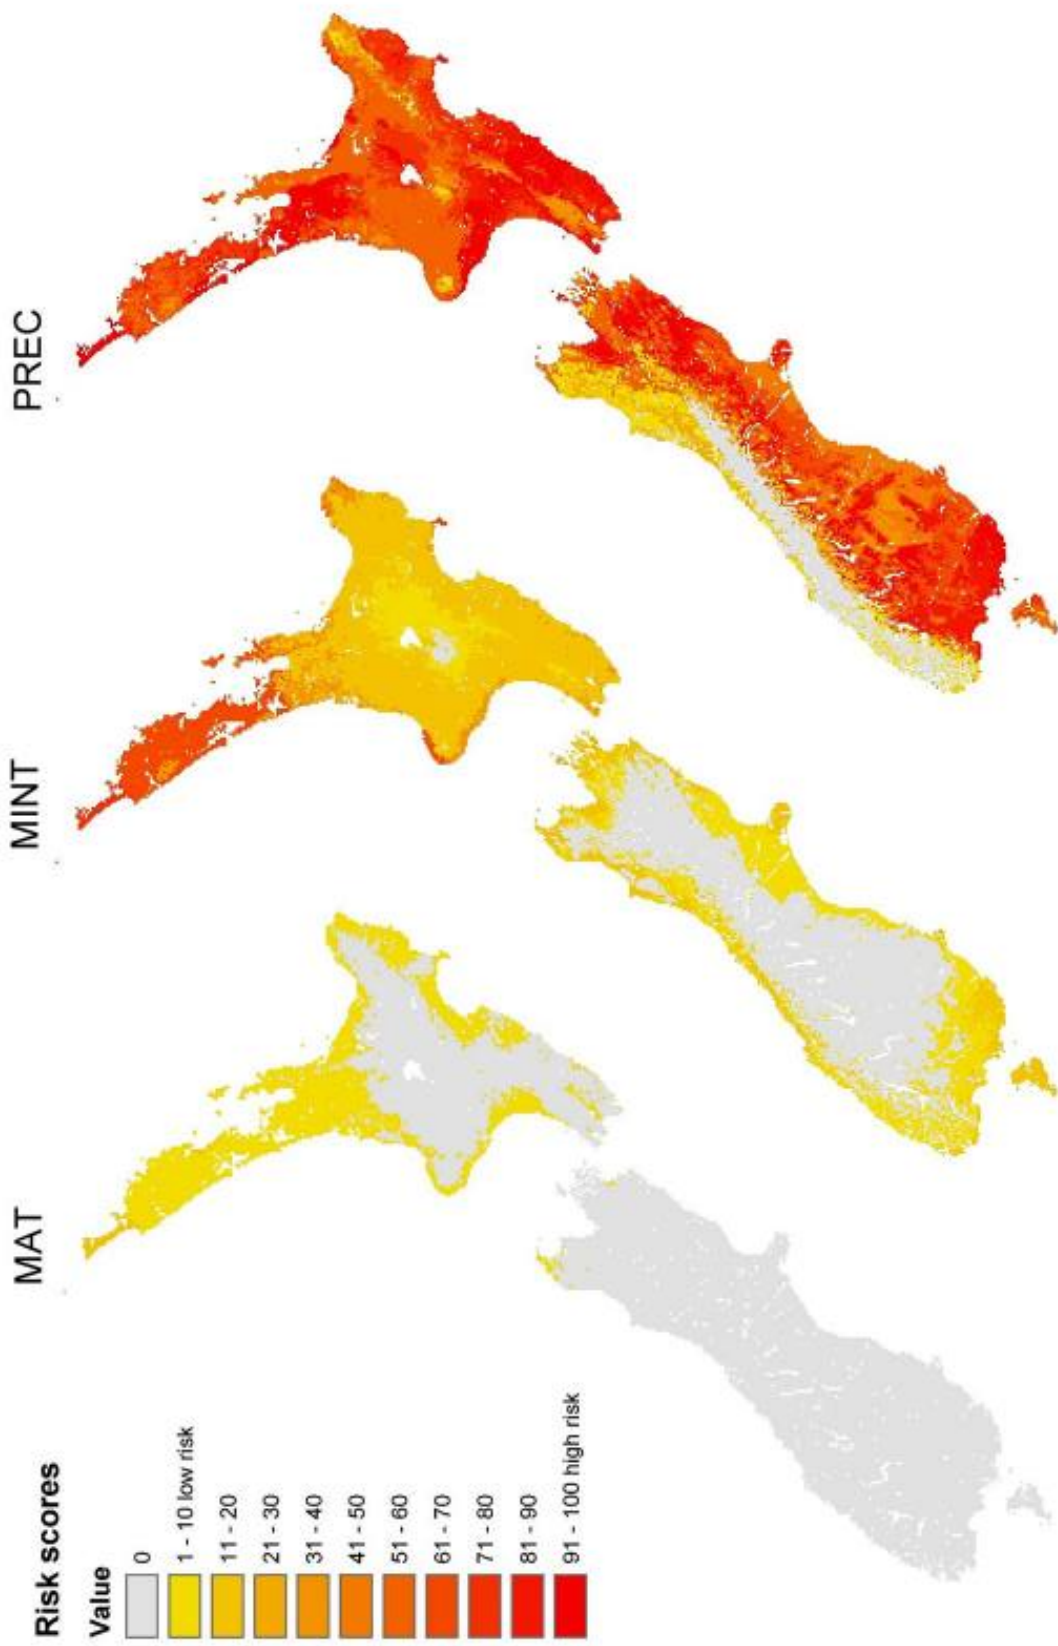 Risk scores
Value
0
1 - 10 low risk
11 - 20
21 - 30
31 - 40
41 - 50
51 - 60
61 - 70
71 - 80
81 - 90
91 - 100 high risk
MAT
MINT
PREC